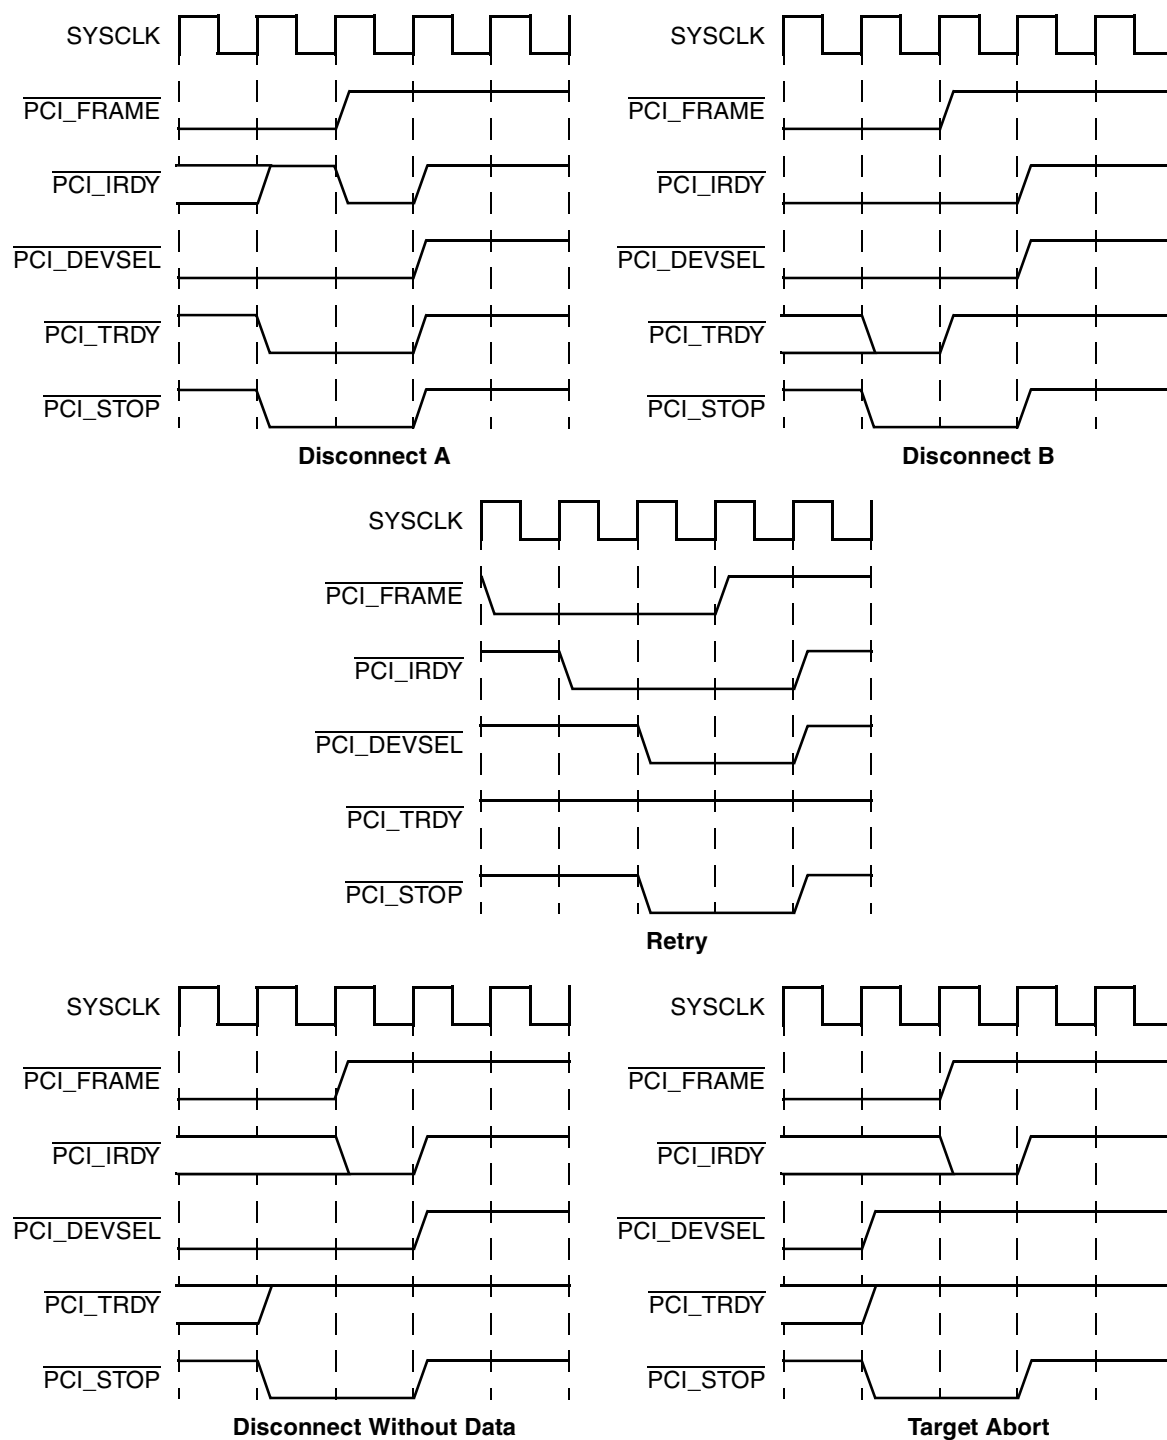 SYSCLK
PCI_FRAME
PCI_IRDY
PCI_DEVSEL
PCI_TRDY
PCI_STOP
Disconnect A
SYSCLK
PCI_FRAME
PCI_IRDY
PCI_DEVSEL
PCI_TRDY
PCI_STOP
Disconnect B
SYSCLK
PCI_FRAME
PCI_IRDY
PCI_DEVSEL
PCI_TRDY
PCI_STOP
Retry
SYSCLK
PCI_FRAME
PCI_IRDY
PCI_DEVSEL
PCI_TRDY
PCI_STOP
Disconnect Without Data
SYSCLK
PCI_FRAME
PCI_IRDY
PCI_DEVSEL
PCI_TRDY
PCI_STOP
Target Abort